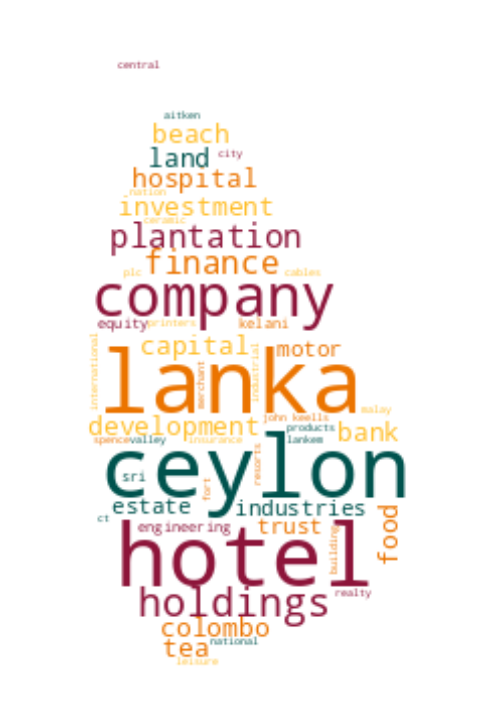 central
aitken
beach
land city
hospital
nation
investment
ceramic
plantation
finance
plc cables
company
equity printers kelani
international capital industrial motor
merchant
lanka
malay
john keells
development products bank
spence valley insurance lankem
ceylon
resorts
sri
fort
estate industries
ct engineering trust food
hotel
building
realty
holdings
colombo
national
tea
leisure